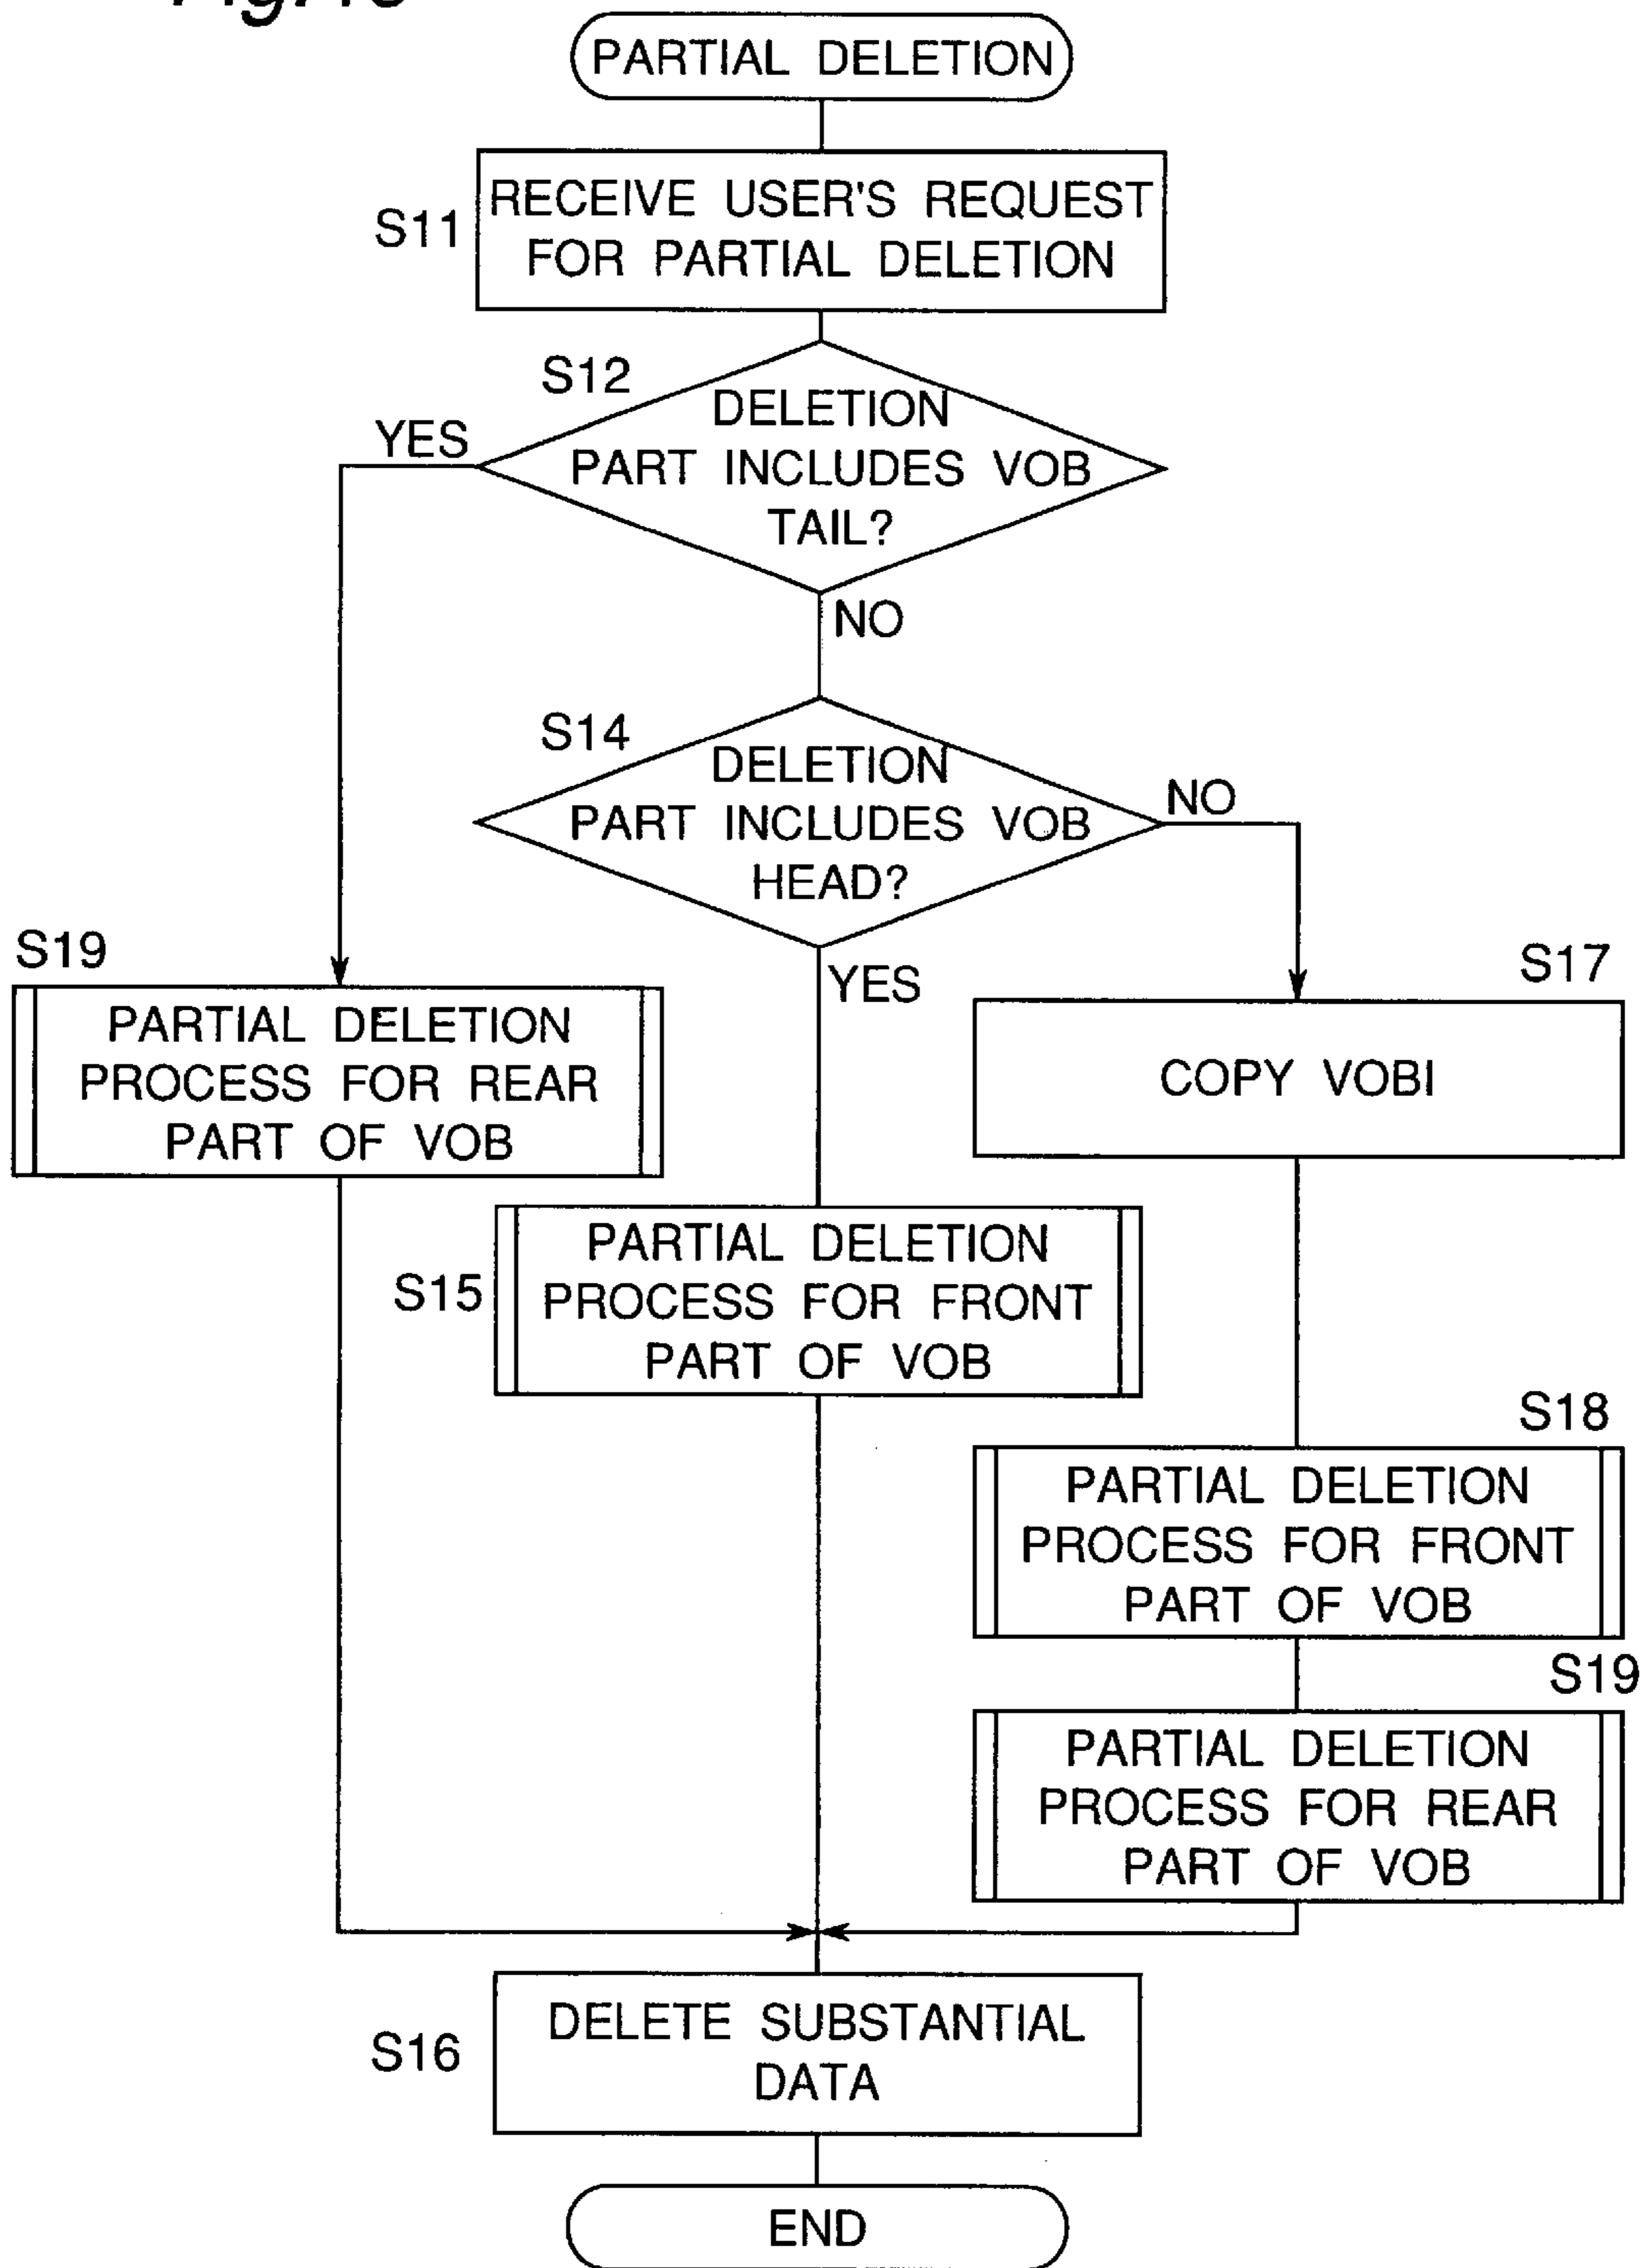 PARTIAL DELETION
S11
RECEIVE USER'S REQUEST
FOR PARTIAL DELETION
S12
DELETION
PART INCLUDES VOB
TAIL?
YES
NO
S14
DELETION
PART INCLUDES VOB
HEAD?
NO
YES
S19
PARTIAL DELETION
PROCESS FOR REAR
PART OF VOB
S17
COPY VOBI
S15
PARTIAL DELETION
PROCESS FOR FRONT
PART OF VOB
S18
PARTIAL DELETION
PROCESS FOR FRONT
PART OF VOB
S19
PARTIAL DELETION
PROCESS FOR REAR
PART OF VOB
S16
DELETE SUBSTANTIAL
DATA
END